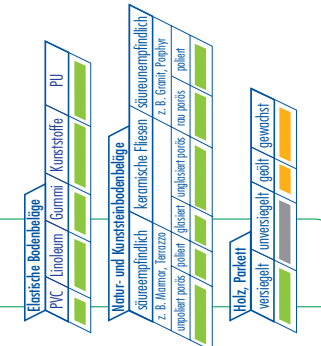 Elastische Bodenbeläge
PVC Linoleum Gummi Kunststoffe PU
Natur- und Kunststeinbodenbeläge
säureempfindlich keramische Fliesen säureunempfindlich
z. B. Marmor, Terrazzo z. B. Granit, Porphyr
unpoliert porös poliert glasiert unglasiert porös rau porös poliert
Holz, Parkett
versiegelt unversiegelt geölt gewachst